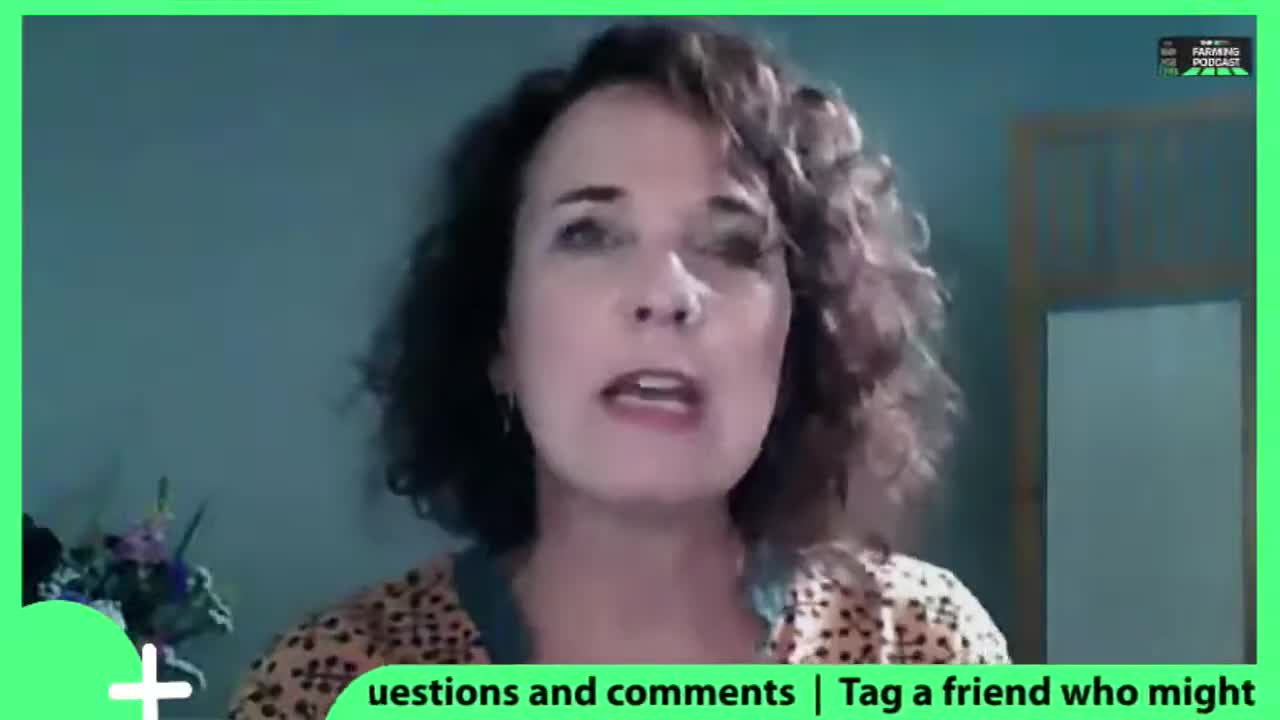 FARMING
PODCAST
uestions and comments | Tag a friend who might